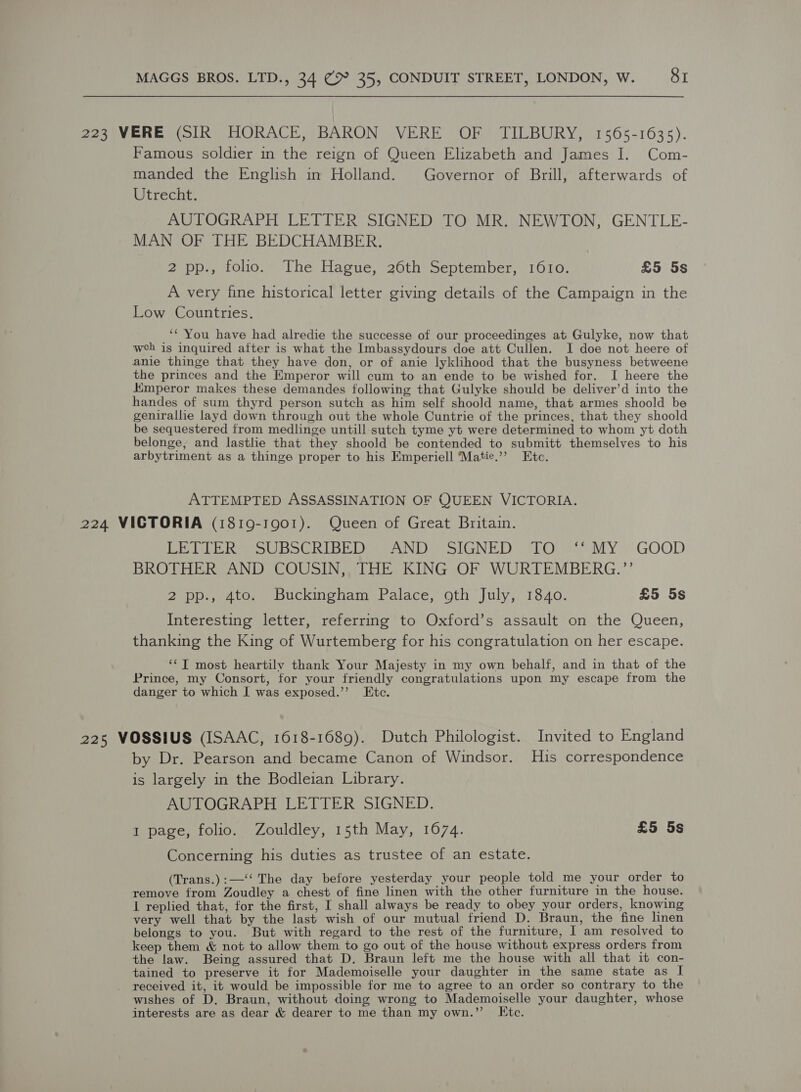 MAGGS BROS. LTD., 34 & 35, CONDUIT STREET, LONDON, W. 81
223 VERE (SIR HORACE, BARON VERE OF TILBURY, 1565-1635).
Famous soldier in the reign of Queen Elizabeth and James I. Com-
manded the English in Holland. Governor of Brill, afterwards of
Utrecht.
AUTOGRAPH LETTER SIGNED TO MR. NEWTON, GENTLE-
MAN OF THE BEDCHAMBER.
2 pp., folio. The Hague, 26th September, 1610. £5 5s
A very fine historical letter giving details of the Campaign in the
Low Countries.
“ You have had alredie the successe of our proceedinges at Gulyke, now that
wch is inquired after is what the Imbassydours doe att Cullen. I doe not heere of
anie thinge that they have don, or of anie lyklihood that the busyness betweene
the princes and the Emperor will cum to an ende to be wished for. I heere the
Emperor makes these demandes following that Gulyke should be deliver’d into the
handes of sum thyrd person sutch as him self shoold name, that armes shoold be
genirallie layd down through out the whole Cuntrie of the princes, that they shoold
be sequestered from medlinge untill sutch tyme yt were determined to whom yt doth
belonge, and lastlie that they shoold be contended to submitt themselves to his
arbytriment as a thinge proper to his Emperiell Matie.” Etc.
ATTEMPTED ASSASSINATION OF QUEEN VICTORIA.
224 VICTORIA (1819-1901). Queen of Great Britain.
LETTER SUBSCRIBED AND SIGNED TO “ MY GOOD
BROTHER AND COUSIN, THE KING OF WURTEMBERG.”
2 pp., 4to. Buckingham Palace, 9th July, 1840. £5 5s
Interesting letter, referring to Oxford’s assault on the Queen,
thanking the King of Wurtemberg for his congratulation on her escape.
“ I most heartily thank Your Majesty in my own behalf, and in that of the
Prince, my Consort, for your friendly congratulations upon my escape from the
danger to which I was exposed.” Etc.
225 VOSSIUS (ISAAC, 1618-1689). Dutch Philologist. Invited to England
by Dr. Pearson and became Canon of Windsor. His correspondence
is largely in the Bodleian Library.
AUTOGRAPH LETTER SIGNED.
1 page, folio. Zouldley, 15th May, 1674. £5 5s
Concerning his duties as trustee of an estate.
(Trans.) :—“ The day before yesterday your people told me your order to
remove from Zoudley a chest of fine linen with the other furniture in the house.
I replied that, for the first, I shall always be ready to obey your orders, knowing
very well that by the last wish of our mutual friend D. Braun, the fine linen
belongs to you. But with regard to the rest of the furniture, I am resolved to
keep them & not to allow them to go out of the house without express orders from
the law. Being assured that D. Braun left me the house with all that it con-
tained to preserve it for Mademoiselle your daughter in the same state as I
received it, it would be impossible for me to agree to an order so contrary to the
wishes of D. Braun, without doing wrong to Mademoiselle your daughter, whose
interests are as dear & dearer to me than my own.” Etc.